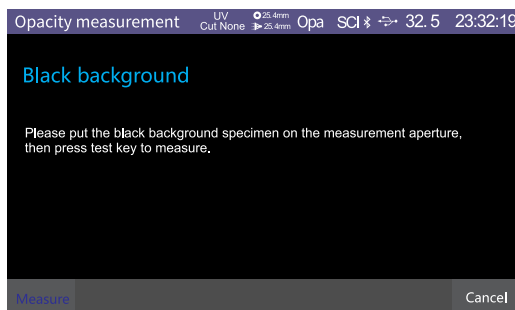 Opacity measurement UV Cut None 25.4mm 25.4mm Opa SCI 32.5 23:32:19
Black background
Please put the black background specimen on the measurement aperture,
then press test key to measure.
Measure Cancel